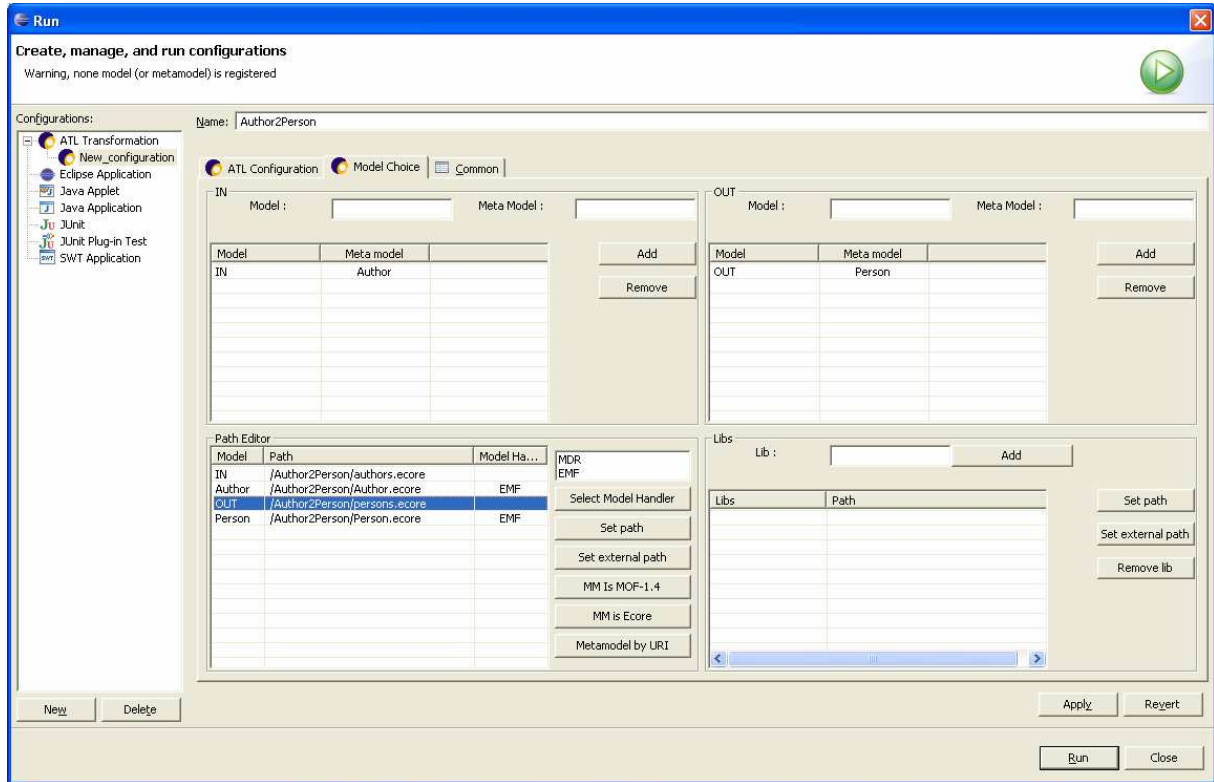 Run
Create, manage, and run configurations
Warning, none model (or metamodel) is registered
Configurations:
ATL Transformation
New_configuration
Eclipse Application
Java Applet
Java Application
JUnit
JUnit Plug-in Test
SWT Application
New Delete
Name: Author2Person
ATL Configuration Model Choice Common
IN
Model : Meta Model :
Model Meta model Add
IN Author
Remove
OUT
Model : Meta Model :
Model Meta model Add
OUT Person
Remove
Path Editor
Model Path Model Ha...
IN /Author2Person/authors.ecore
Author /Author2Person/Author.ecore EMF
OUT /Author2Person/persons.ecore
Person /Author2Person/Person.ecore EMF
MDR
EMF
Select Model Handler
Set path
Set external path
MM Is MOF-1.4
MM is Ecore
Metamodel by URI
Libs
Lib : Add
Libs Path Set path
Set external path
Remove lib
Apply Revert
Run Close